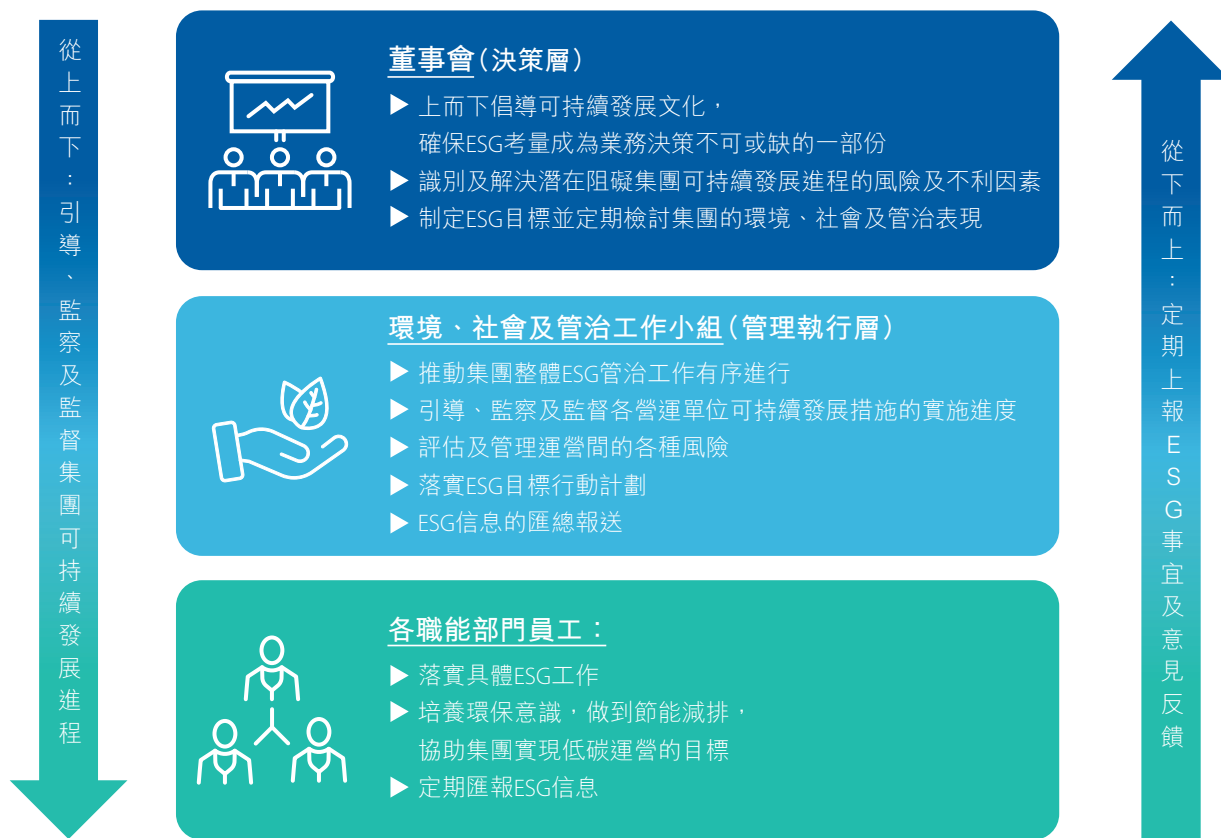 從上而下：引導、監察及監督集團可持續發展進程
董事會（決策層）
▶ 上而下倡導可持續發展文化，
確保ESG考量成為業務決策不可或缺的一部份
▶ 識別及解決潛在阻礙集團可持續發展進程的風險及不利因素
▶ 制定ESG目標並定期檢討集團的環境、社會及管治表現
環境、社會及管治工作小組（管理執行層）
▶ 推動集團整體ESG管治工作有序進行
▶ 引導、監察及監督各營運單位可持續發展措施的實施進度
▶ 評估及管理運營間的各種風險
▶ 落實ESG目標行動計劃
▶ ESG信息的匯總報送
各職能部門員工：
▶ 落實具體ESG工作
▶ 培養環保意識，做到節能減排，
協助集團實現低碳運營的目標
▶ 定期匯報ESG信息
從下而上：定期上報ESG事宜及意見反饋